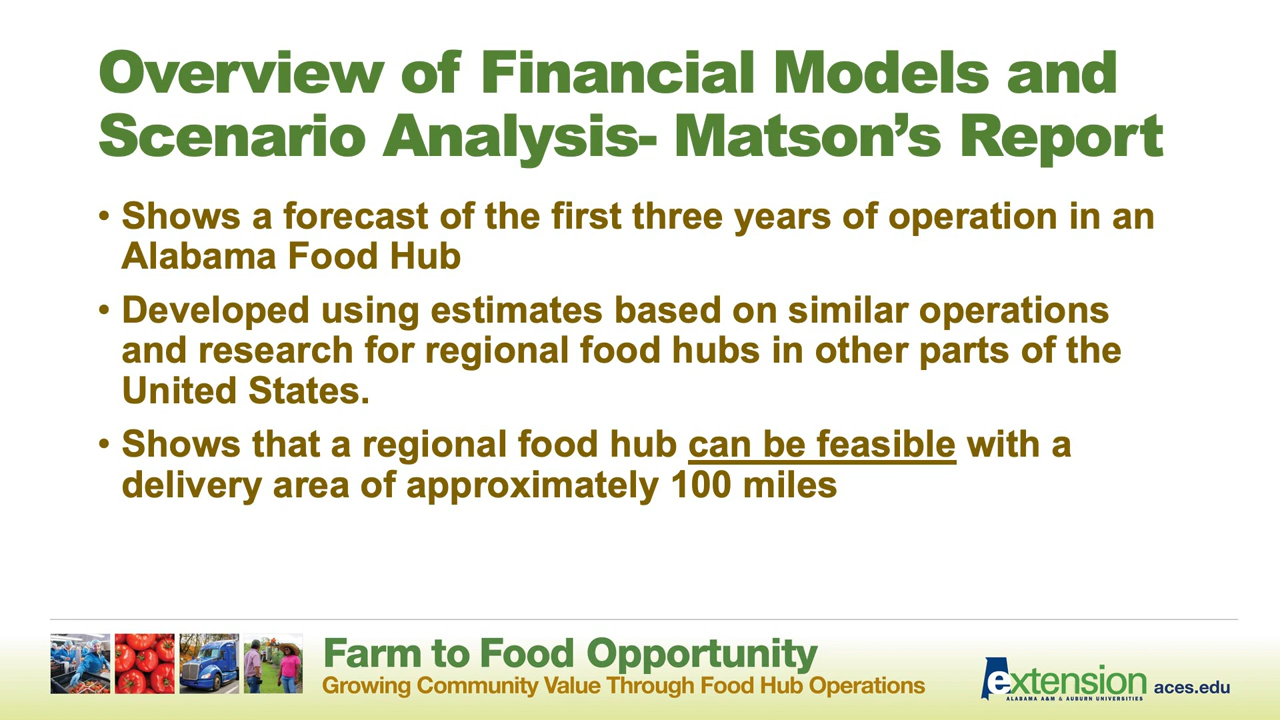 Overview of Financial Models and
Scenario Analysis- Matson’s Report
• Shows a forecast of the first three years of operation in an
Alabama Food Hub
• Developed using estimates based on similar operations
and research for regional food hubs in other parts of the
United States.
• Shows that a regional food hub can be feasible with a
delivery area of approximately 100 miles
Farm to Food Opportunity
Growing Community Value Through Food Hub Operations
extension
ALABAMA A&M & AUBURN UNIVERSITIES
aces.edu